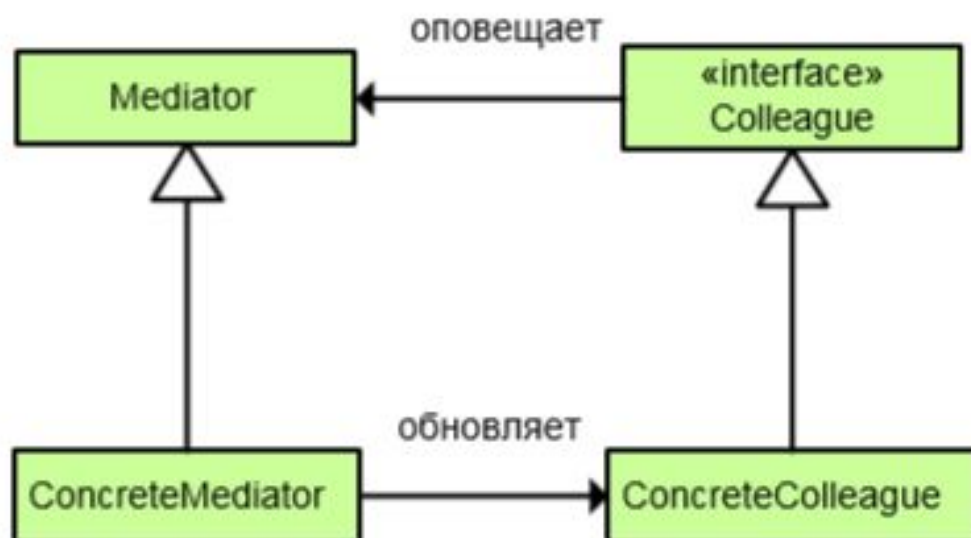 оповещает
Mediator
«interface»
Colleague
обновляет
ConcreteMediator
ConcreteColleague